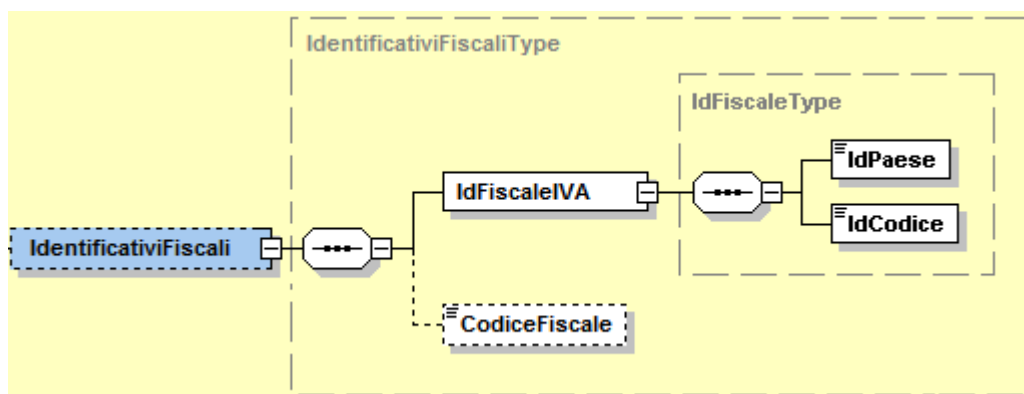 IdentificativiFiscaliType
IdFiscaleType
IdPaese
IdFiscaleIVA
IdCodice
IdentificativiFiscali
CodiceFiscale